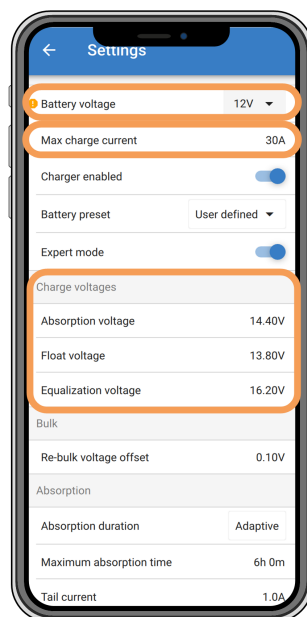 Settings
Battery voltage 12V
Max charge current 30A
Charger enabled
Battery preset User defined
Expert mode
Charge voltages
Absorption voltage 14.40V
Float voltage 13.80V
Equalization voltage 16.20V
Bulk
Re-bulk voltage offset 0.10V
Absorption
Absorption duration Adaptive
Maximum absorption time 6h 0m
Tail current 1.0A